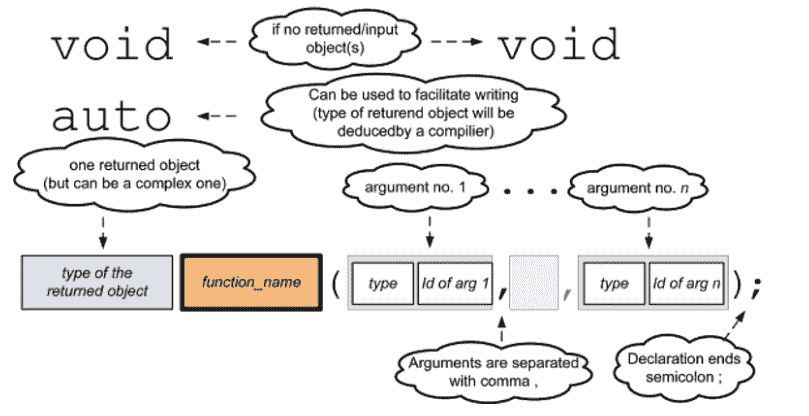 void
if no returned/input
object(s)
void
auto
Can be used to facilitate writing
(type of returend object will be
deducedby a compilier)
one returned object
(but can be a complex one)
argument no. 1
. . .
argument no. n
type of the
returned object
function_name
(
type
Id of arg 1
,
,
type
Id of arg n
)
;
Arguments are separated
with comma ,
Declaration ends
semicolon ;